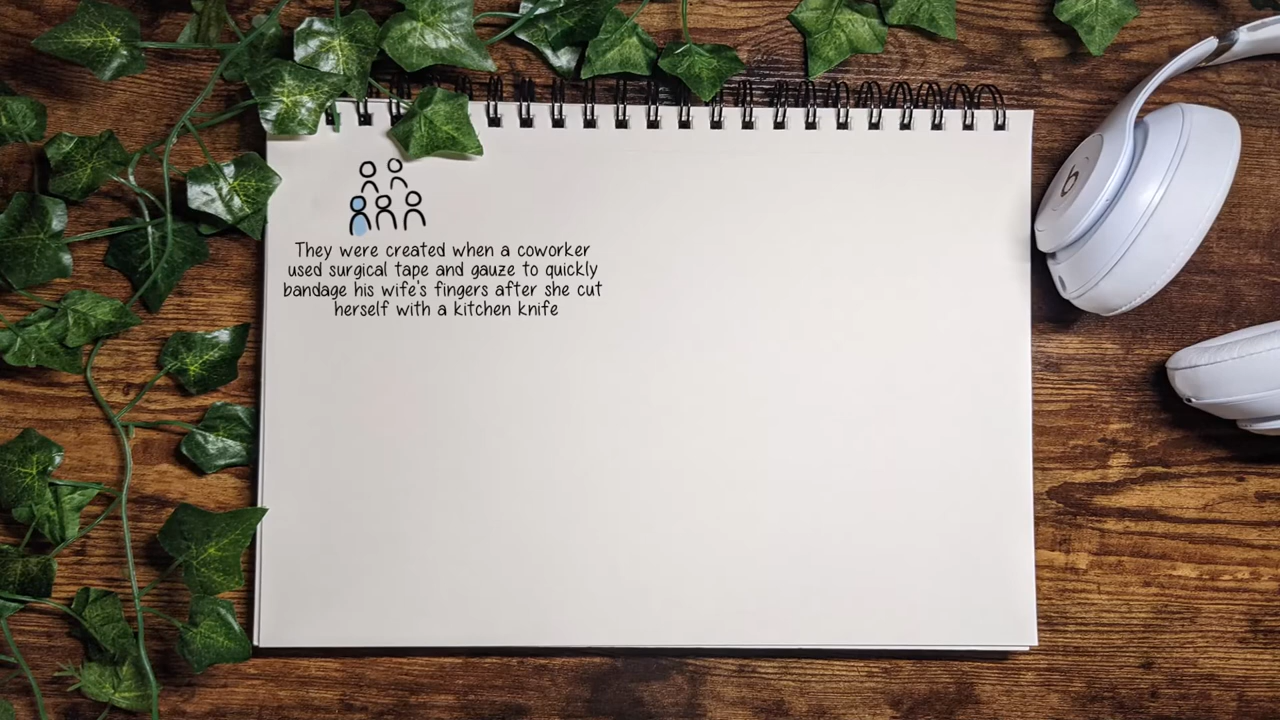 They were created when a coworker
used surgical tape and gauze to quickly
bandage his wife's fingers after she cut
herself with a kitchen knife